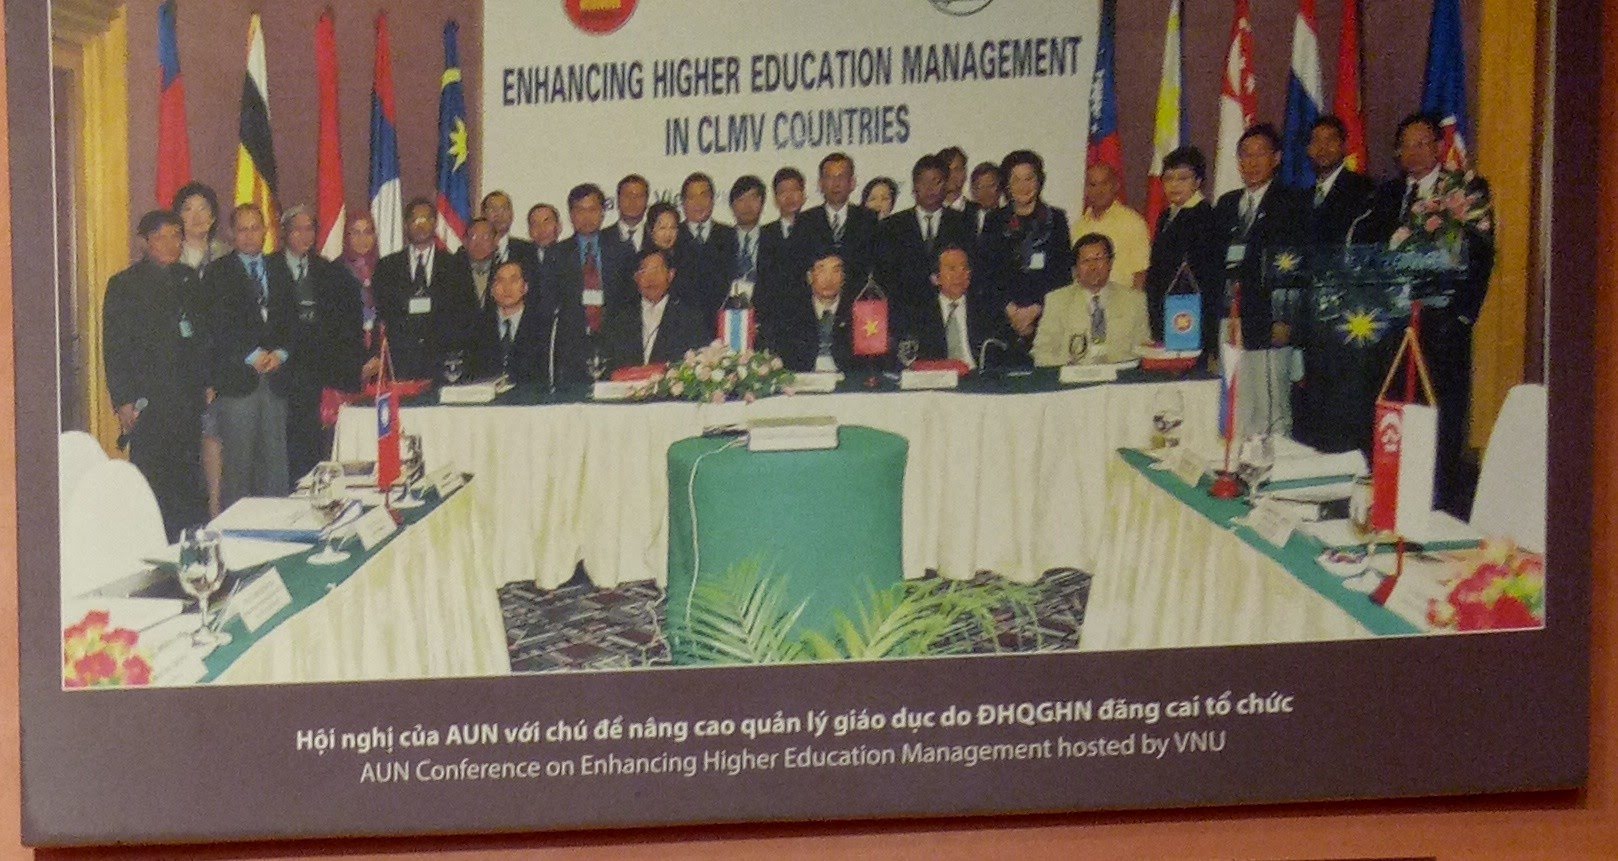 ENHANCING HIGHER EDUCATION MANAGEMENT
IN CLMV COUNTRIES
Hội nghị của AUN với chủ đề nâng cao quản lý giáo dục do ĐHQGHN đăng cai tổ chức
AUN Conference on Enhancing Higher Education Management hosted by VNU